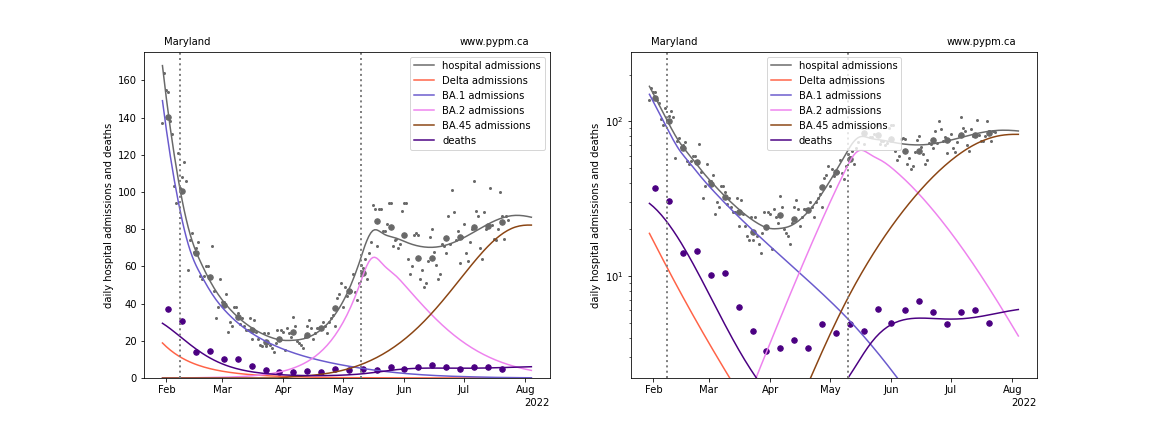 Maryland
www.pypm.ca
daily hospital admissions and deaths
160
140
120
100
80
60
40
20
0
hospital admissions
Delta admissions
BA.1 admissions
BA.2 admissions
BA.45 admissions
deaths
Feb Mar Apr May Jun Jul Aug
2022
Maryland
www.pypm.ca
daily hospital admissions and deaths
10²
10¹
hospital admissions
Delta admissions
BA.1 admissions
BA.2 admissions
BA.45 admissions
deaths
Feb Mar Apr May Jun Jul Aug
2022